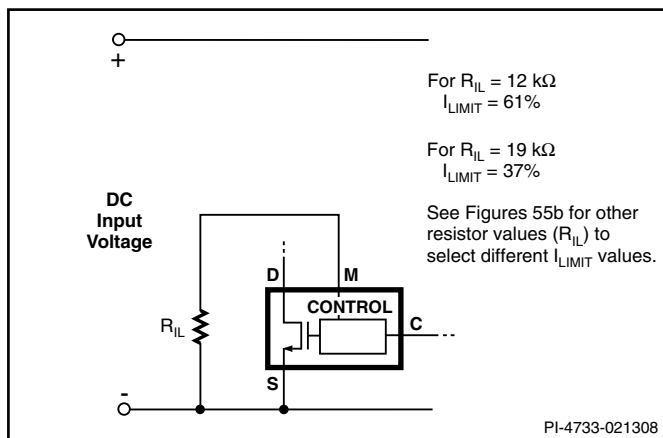 +
For R_IL = 12 kΩ
I_LIMIT = 61%
For R_IL = 19 kΩ
I_LIMIT = 37%
See Figures 55b for other
resistor values (R_IL) to
select different I_LIMIT values.
DC
Input
Voltage
D M
CONTROL
C
R_IL
S
-
PI-4733-021308